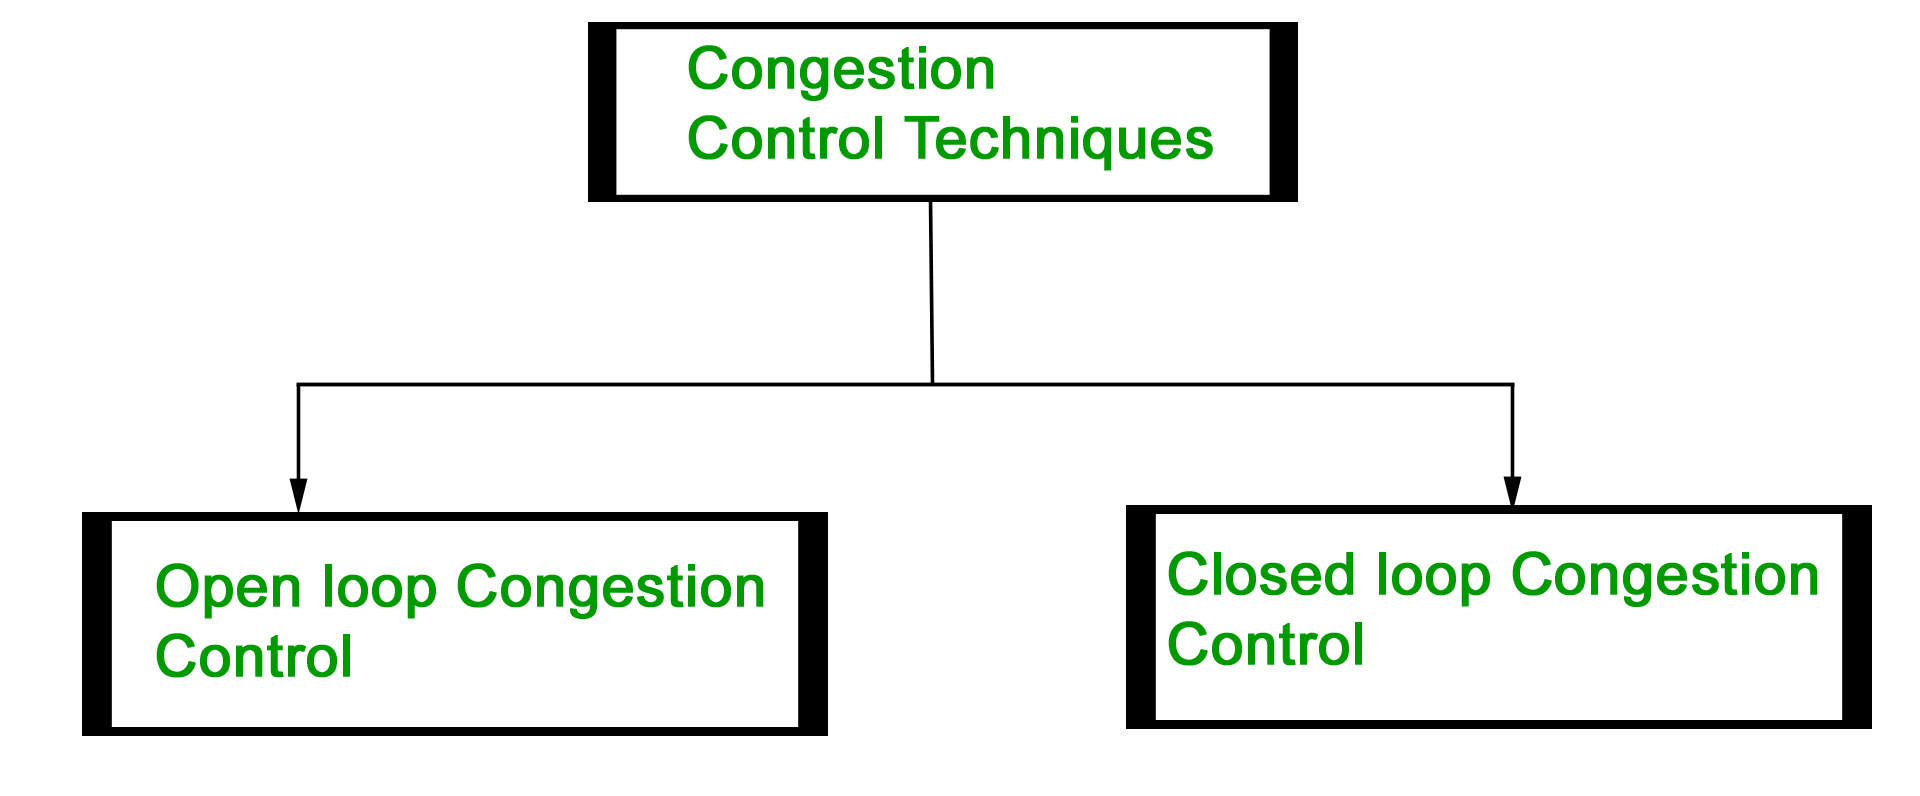 Congestion
Control Techniques
Open loop Congestion
Control
Closed loop Congestion
Control